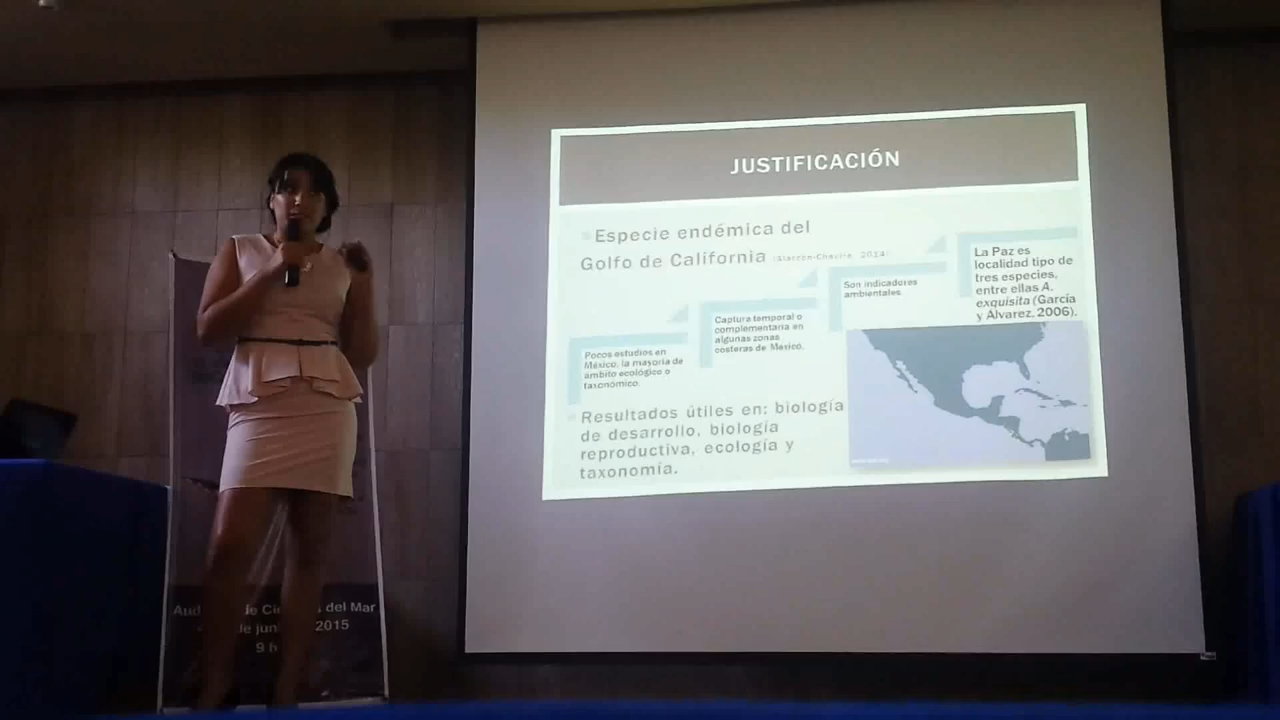 JUSTIFICACIÓN
Especie endémica del
Golfo de California (Alarcón-Chavira, 2014)
La Paz es
localidad tipo de
tres especies,
entre ellas A.
exquisita (García
y Álvarez, 2006).
Son indicadores
ambientales.
Captura temporal o
complementaria en
algunas zonas
costeras de México.
Pocos estudios en
México, la mayoría de
ámbito ecológico o
taxonómico.
Resultados útiles en: biología
de desarrollo, biología
reproductiva, ecología y
taxonomía.
del Mar
2015
9 h